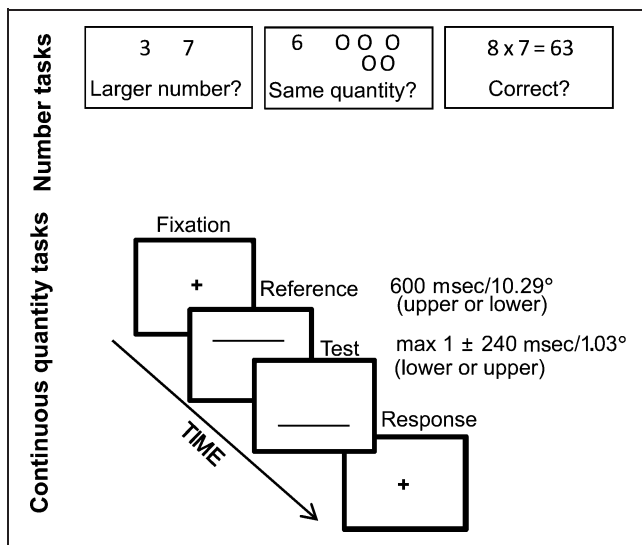 Number tasks
3 7
Larger number?
6 O O O
O O
Same quantity?
8 x 7 = 63
Correct?
Continuous quantity tasks
Fixation
+
Reference
600 msec/10.29°
(upper or lower)
Test
max 1 ± 240 msec/1.03°
(lower or upper)
Response
+
TIME